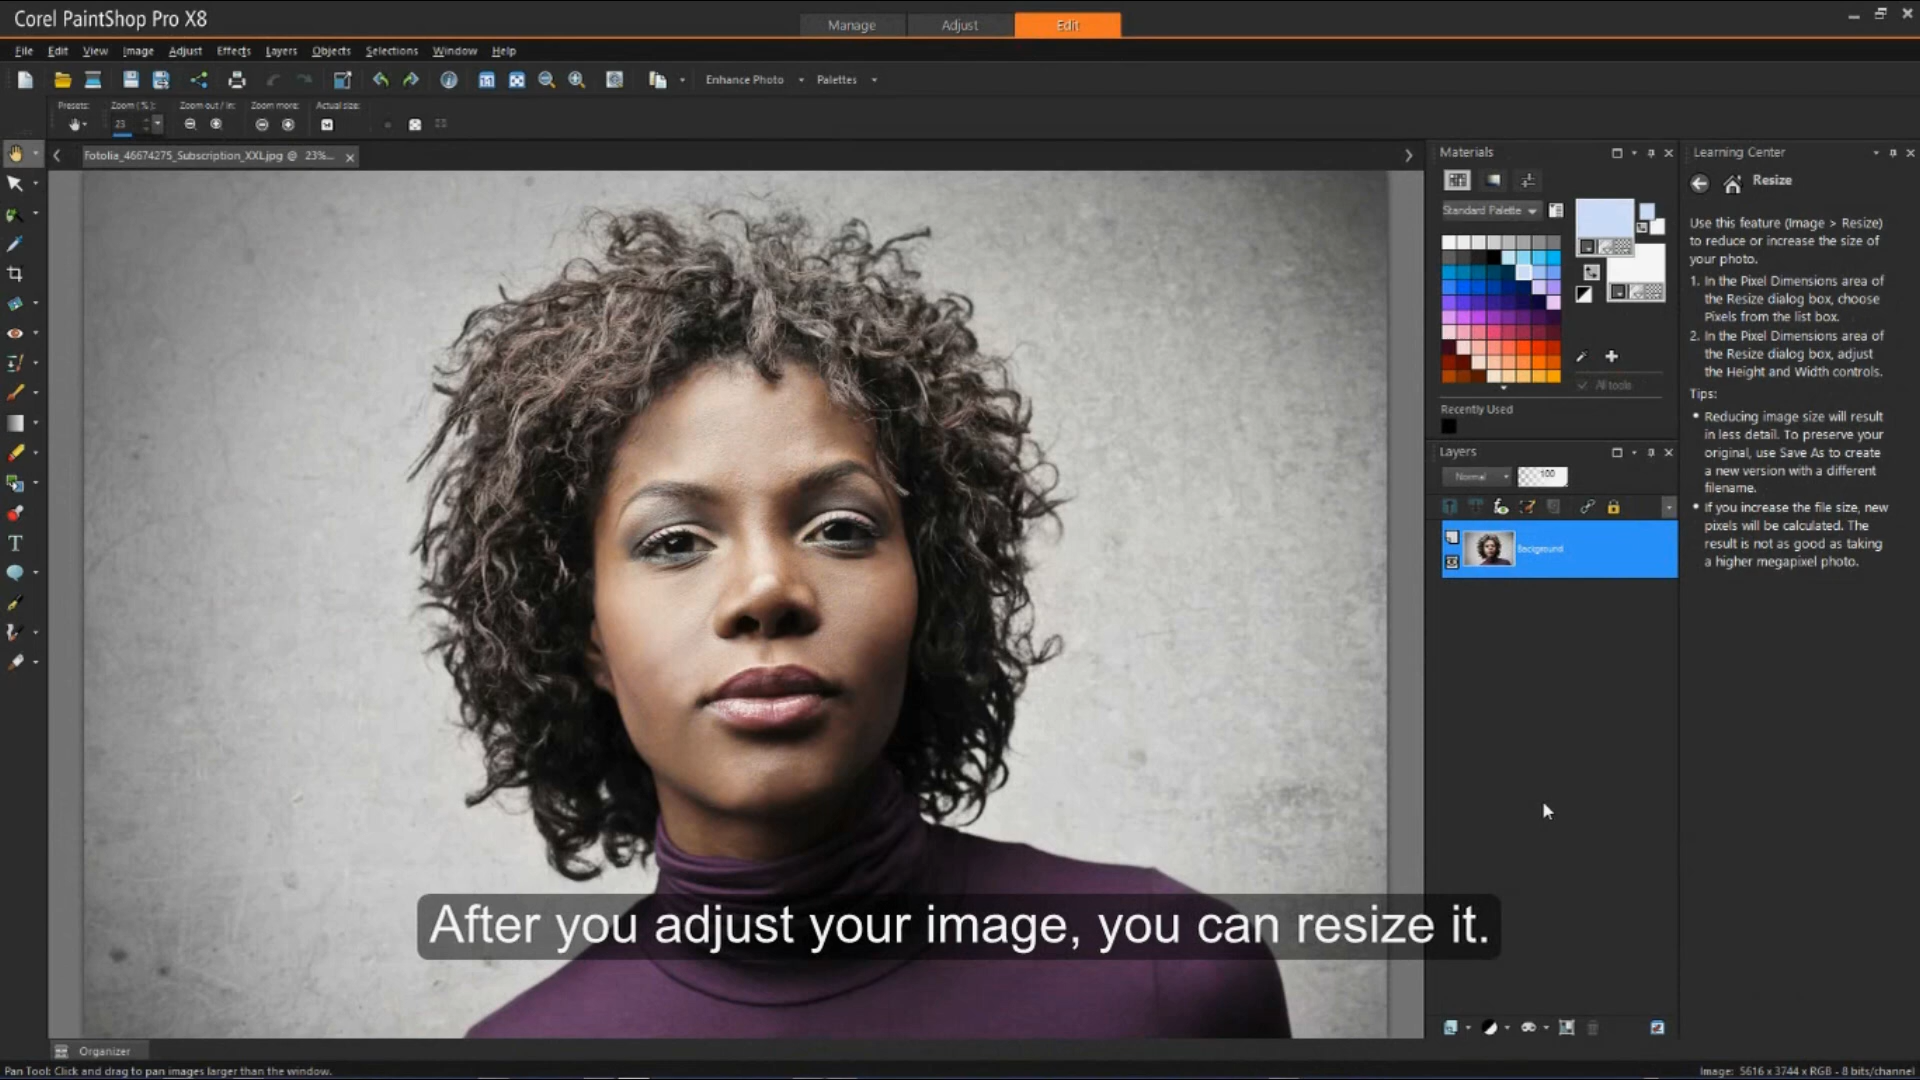 Corel PaintShop Pro X8
Manage
Adjust
Edit
File Edit View Image Adjust Effects Layers Objects Selections Window Help
Enhance Photo
Palettes
Presets:
Zoom (%):
Zoom out / In:
Zoom more:
Actual size:
23
Fotolia_46674275_Subscription_XXL.jpg @ 23%...
Materials
Standard Palette
All tools
Recently Used
Layers
Normal
100
Background
Learning Center
Resize
Use this feature (Image > Resize)
to reduce or increase the size of
your photo.
1. In the Pixel Dimensions area of
the Resize dialog box, choose
Pixels from the list box.
2. In the Pixel Dimensions area of
the Resize dialog box, adjust
the Height and Width controls.
Tips:
• Reducing image size will result
in less detail. To preserve your
original, use Save As to create
a new version with a different
filename.
• If you increase the file size, new
pixels will be calculated. The
result is not as good as taking
a higher megapixel photo.
After you adjust your image, you can resize it.
Organizer
Pan Tool: Click and drag to pan images larger than the window.
Image: 5616 x 3744 x RGB - 8 bits/channel